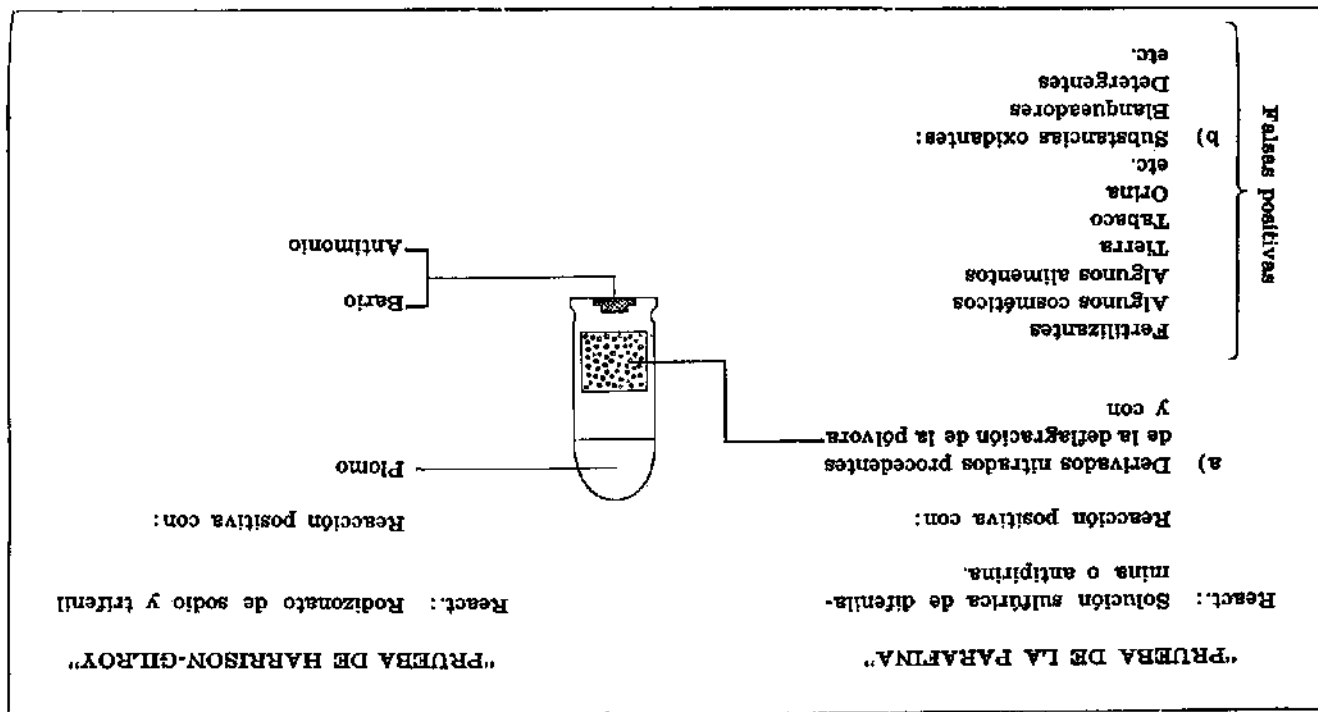 "PRUEBA DE LA PARAFINA"
React.: Solución sulfúrica de difenila-
mina o antipirina.
Reacción positiva con:
a) Derivados nitrados procedentes
de la deflagración de la pólvora
y con
Falsas positivas
Fertilizantes
Algunos cosméticos
Algunos alimentos
Tierra
Tabaco
Orina
etc.
b) Substancias oxidantes:
Blanqueadores
Detergentes
etc.
"PRUEBA DE HARRISON-GILROY"
React.: Rodizonato de sodio y trifenil
Reacción positiva con:
Plomo
Bario
Antimonio